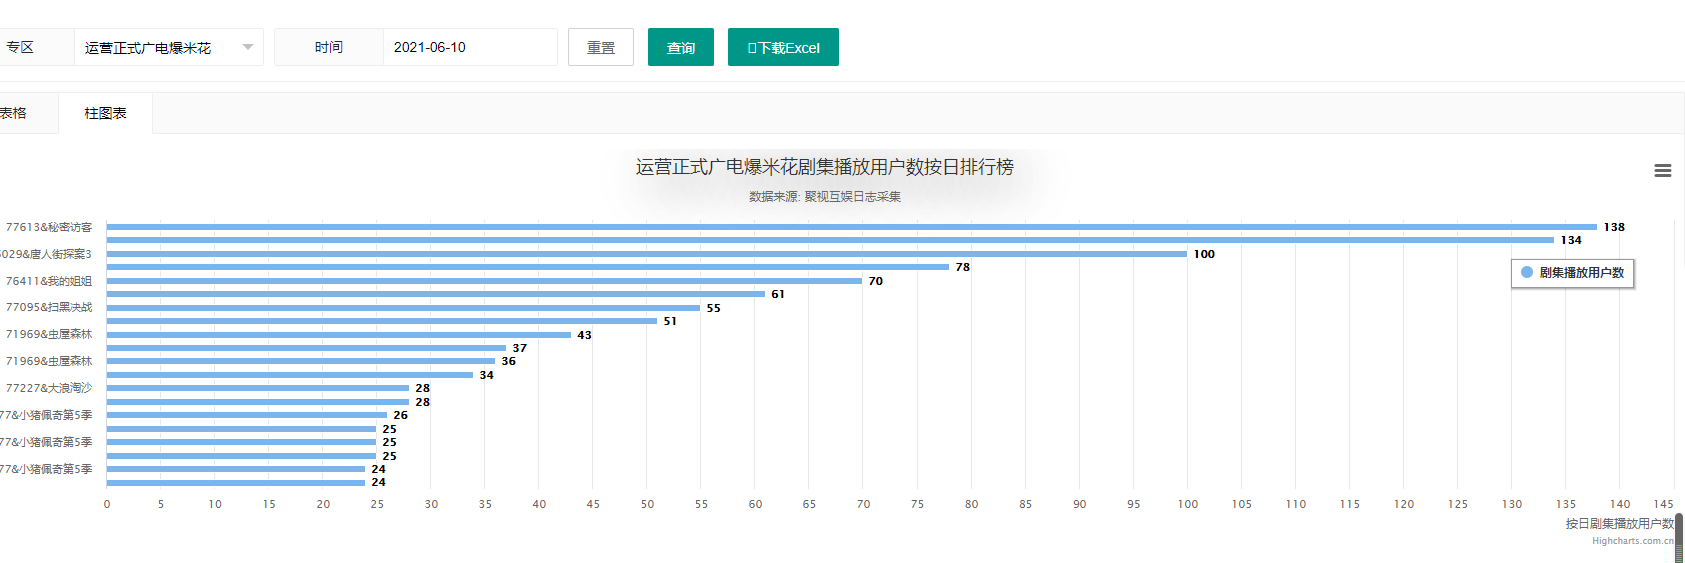 专区 运营正式广电爆米花 时间 2021-06-10 重置 查询 下载Excel
表格 柱图表
运营正式广电爆米花剧集播放用户数按日排行榜
数据来源: 聚视互娱日志采集
77613&秘密访客 138
134
5029&唐人街探案3 100
78
剧集播放用户数
76411&我的姐姐 70
61
77095&扫黑决战 55
51
71969&虫屋森林 43
37
71969&虫屋森林 36
34
77227&大浪淘沙 28
28
77&小猪佩奇第5季 26
25
77&小猪佩奇第5季 25
25
77&小猪佩奇第5季 24
24
0 5 10 15 20 25 30 35 40 45 50 55 60 65 70 75 80 85 90 95 100 105 110 115 120 125 130 135 140 145
按日剧集播放用户数
Highcharts.com.cn